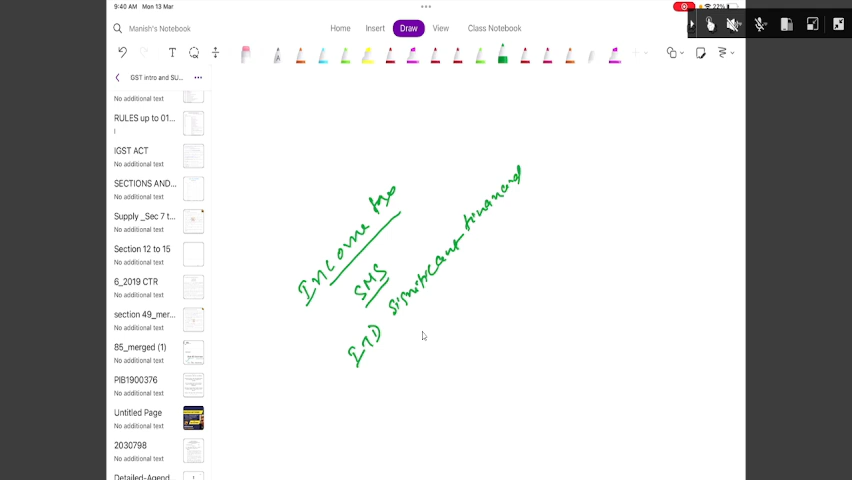 9:40 AM Mon 13 Mar
22%
Manish's Notebook
Home Insert Draw View Class Notebook
GST intro and SU...
No additional text
RULES up to 01...
i
IGST ACT
No additional text
SECTIONS AND...
No additional text
Supply _Sec 7 t...
No additional text
Section 12 to 15
No additional text
6_2019 CTR
No additional text
section 49_mer...
No additional text
85_merged (1)
No additional text
PIB1900376
No additional text
Untitled Page
No additional text
2030798
No additional text
Detailed-Agend
Income
SMS
ITD significant financial